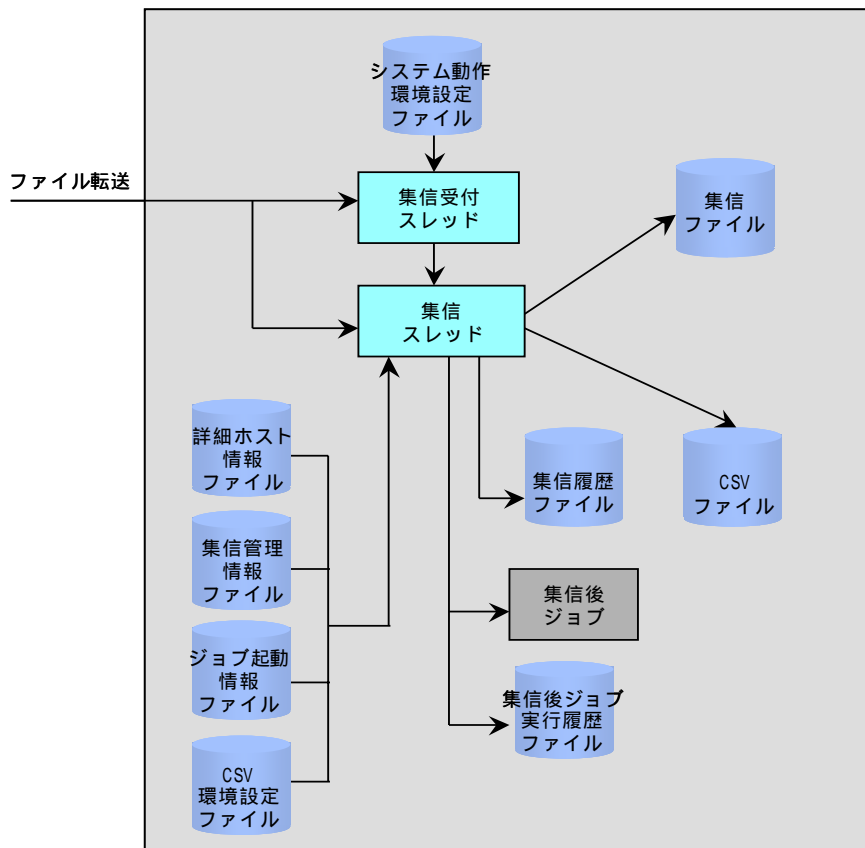 システム動作
環境設定
ファイル
ファイル転送
集信受付
スレッド
集信
ファイル
集信
スレッド
詳細ホスト
情報
ファイル
集信履歴
ファイル
CSV
ファイル
集信管理
情報
ファイル
集信後
ジョブ
ジョブ起動
情報
ファイル
集信後ジョブ
実行履歴
ファイル
CSV
環境設定
ファイル